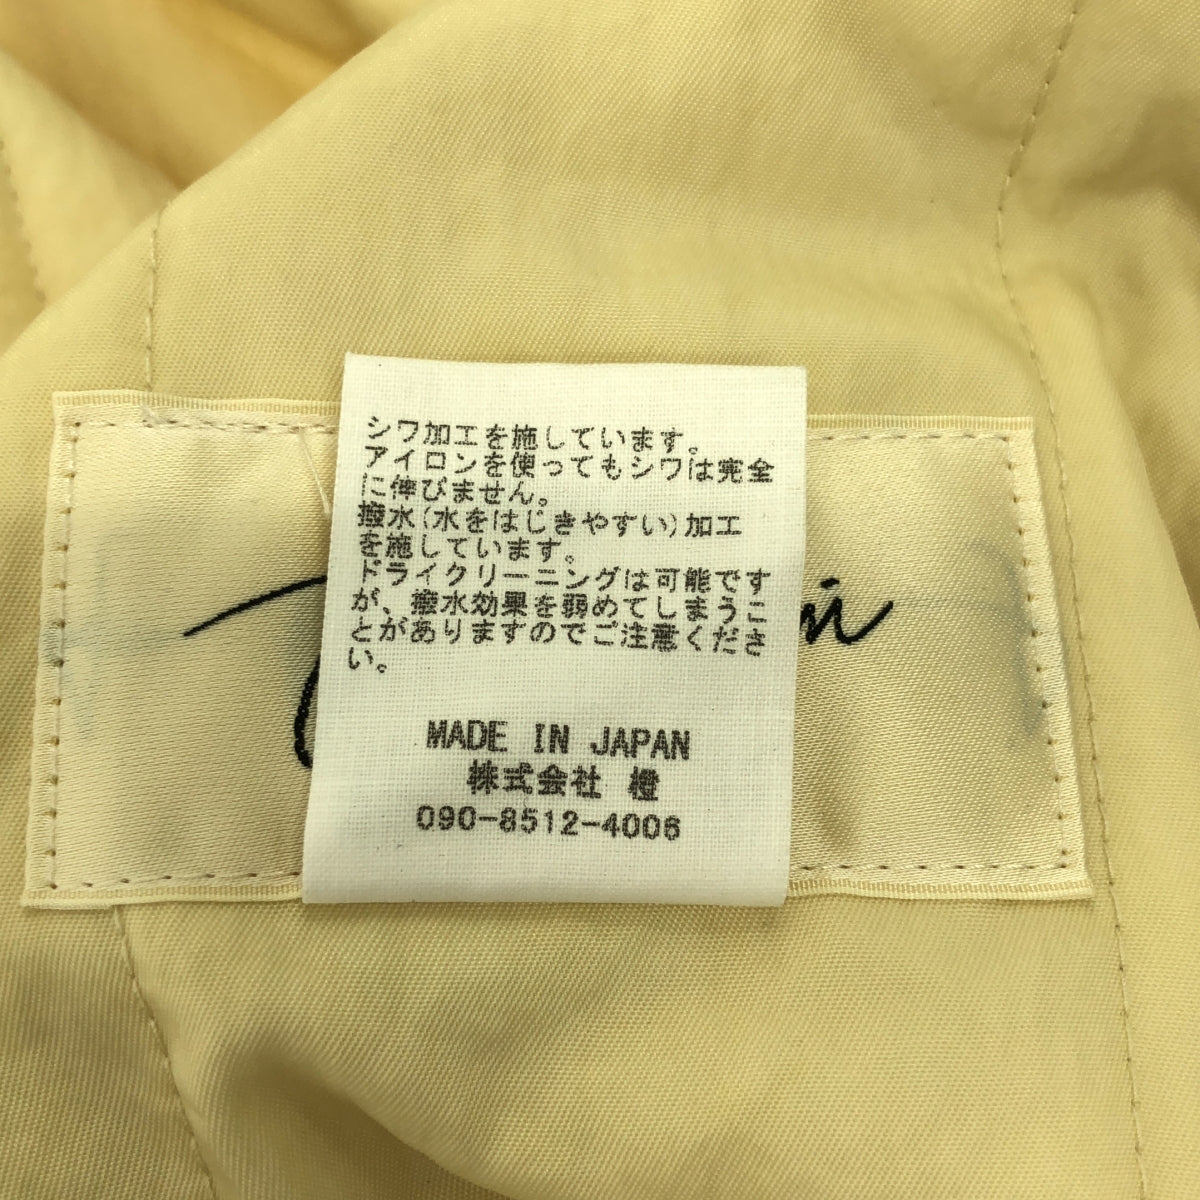 シワ加工を施しています。
アイロンを使ってもシワは完全
に伸びません。
撥水(水をはじきやすい)加工
を施しています。
ドライクリーニングは可能です
が、撥水効果を弱めてしまうこ
とがありますのでご注意くださ
い。
MADE IN JAPAN
株式会社 橙
090-8512-4006